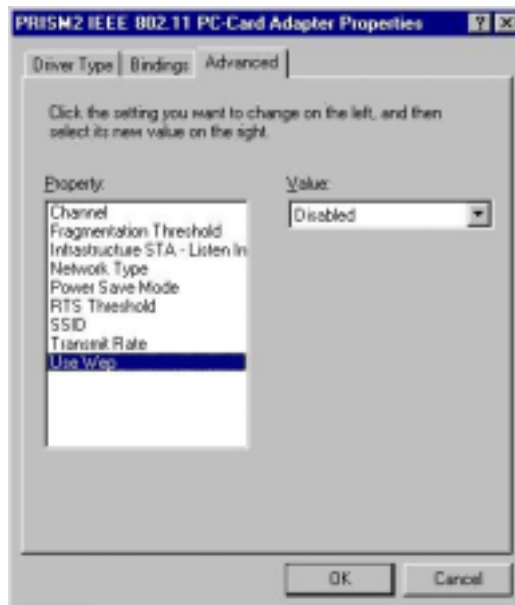 PRISM2 IEEE 802.11 PC-Card Adapter Properties
Driver Type Bindings Advanced
Click the setting you want to change on the left, and then
select its new value on the right.
Property: Value:
Channel Disabled
Fragmentation Threshold
Infrastructure STA - Listen In
Network Type
Power Save Mode
RTS Threshold
SSID
Transmit Rate
Use Wep
OK Cancel